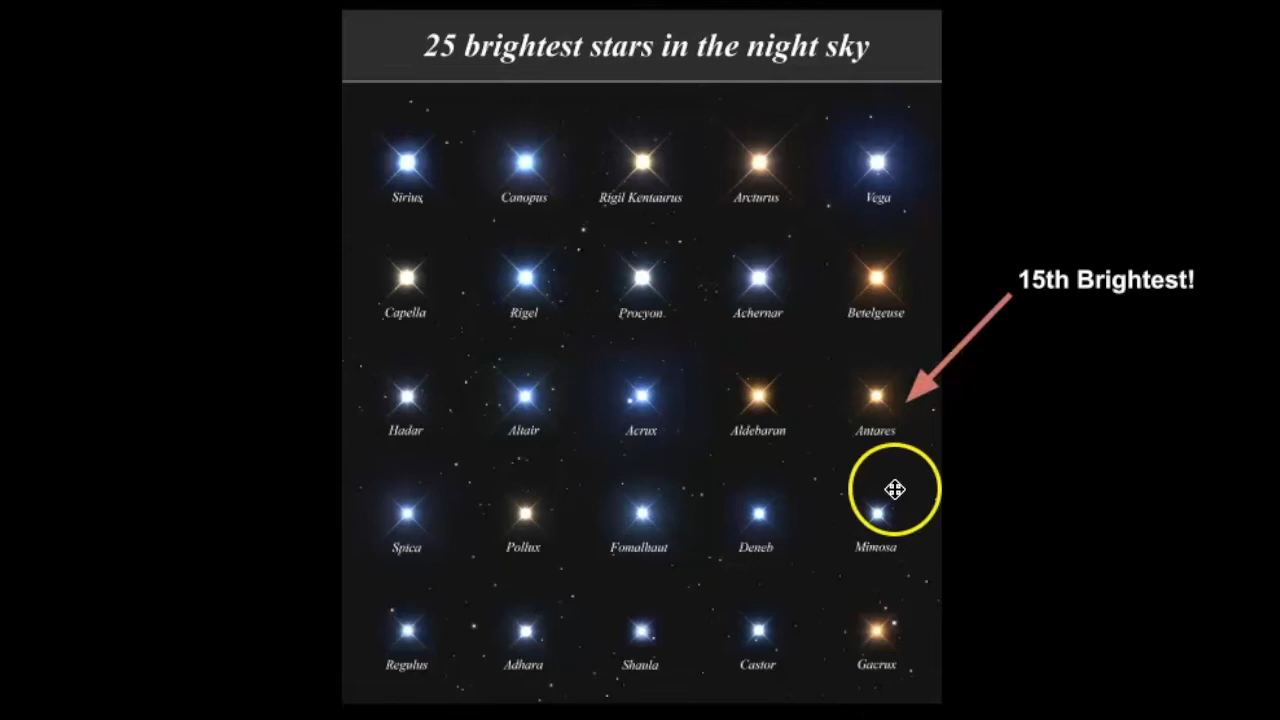 25 brightest stars in the night sky
Sirius Canopus Rigil Kentaurus Arcturus Vega
15th Brightest!
Capella Rigel Procyon Achernar Betelgeuse
Hadar Altair Acrux Aldebaran Antares
Spica Pollux Fomalhaut Deneb Mimosa
Regulus Adhara Shaula Castor Gacrux